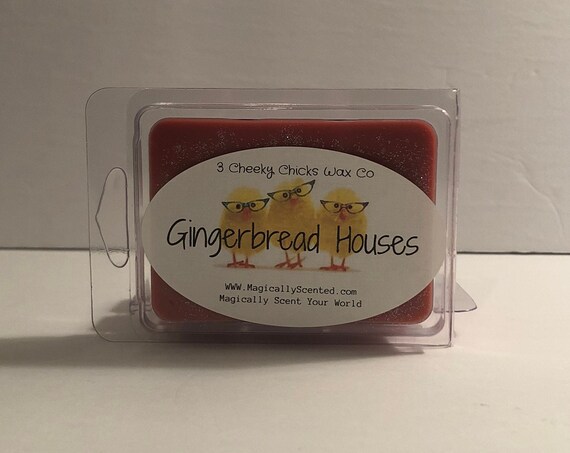 3 Cheeky Chicks Wax Co
Gingerbread Houses
WWW.MagicallyScented.com
Magically Scent Your World